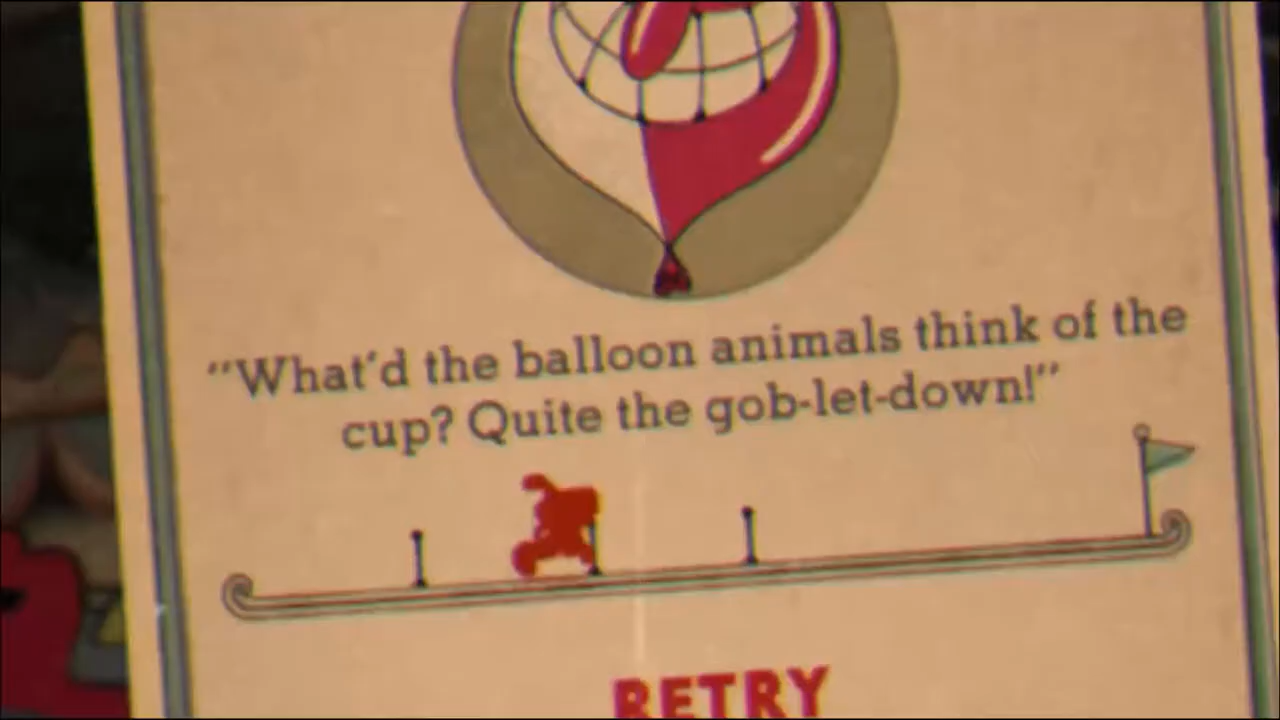 "What'd the balloon animals think of the
cup? Quite the gob-let-down!"
RETRY